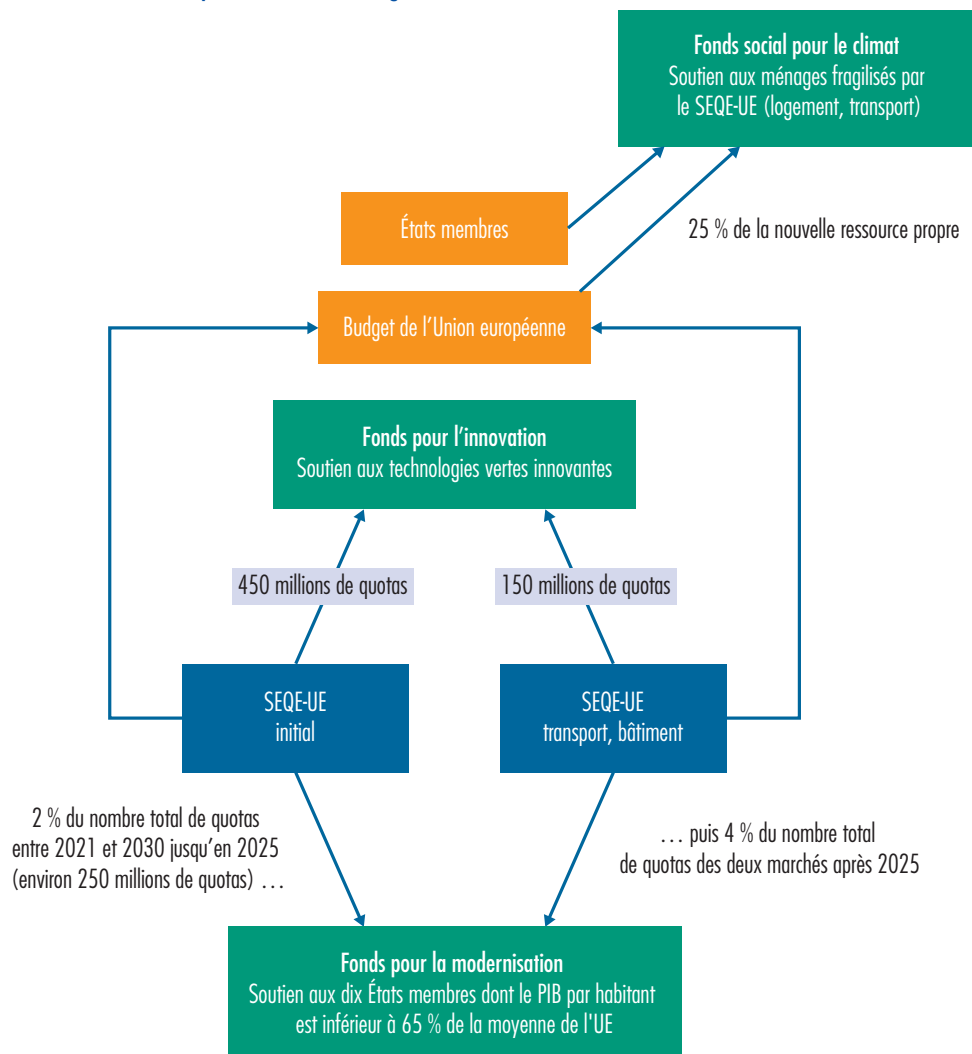 Fonds social pour le climat
Soutien aux ménages fragilisés par
le SEQE-UE (logement, transport)
États membres
25 % de la nouvelle ressource propre
Budget de l'Union européenne
Fonds pour l'innovation
Soutien aux technologies vertes innovantes
450 millions de quotas
150 millions de quotas
SEQE-UE
initial
SEQE-UE
transport, bâtiment
2 % du nombre total de quotas
entre 2021 et 2030 jusqu'en 2025
(environ 250 millions de quotas) …
… puis 4 % du nombre total
de quotas des deux marchés après 2025
Fonds pour la modernisation
Soutien aux dix États membres dont le PIB par habitant
est inférieur à 65 % de la moyenne de l'UE